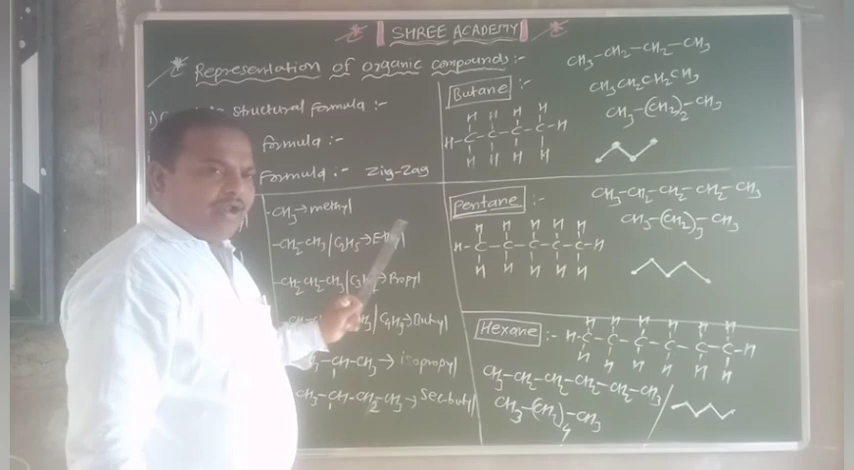 SHREE ACADEMY
Representation of organic compounds :-
structural formula :-
formula :-
formula :- Zig-Zag
-CH3→methyl
-CH2-CH3/C2H5→
-CH2-CH2-CH3/ →Propyl
/C4H9→Butyl
-CH-CH3→isopropyl
CH3-CH-CH2-CH3→Sec-butyl
Butane :-
H H H H
H-C-C-C-C-H
H H H H
CH3-CH2-CH2-CH3
CH3CH2CH2CH3
CH3-(CH2)2-CH3
Pentane :-
H H H H H
H-C-C-C-C-C-H
H H H H H
CH3-CH2-CH2-CH2-CH3
CH3-(CH2)3-CH3
Hexane :-
H H H H H H
H-C-C-C-C-C-C-H
H H H H H H
CH3-CH2-CH2-CH2-CH2-CH3
CH3-(CH2)4-CH3